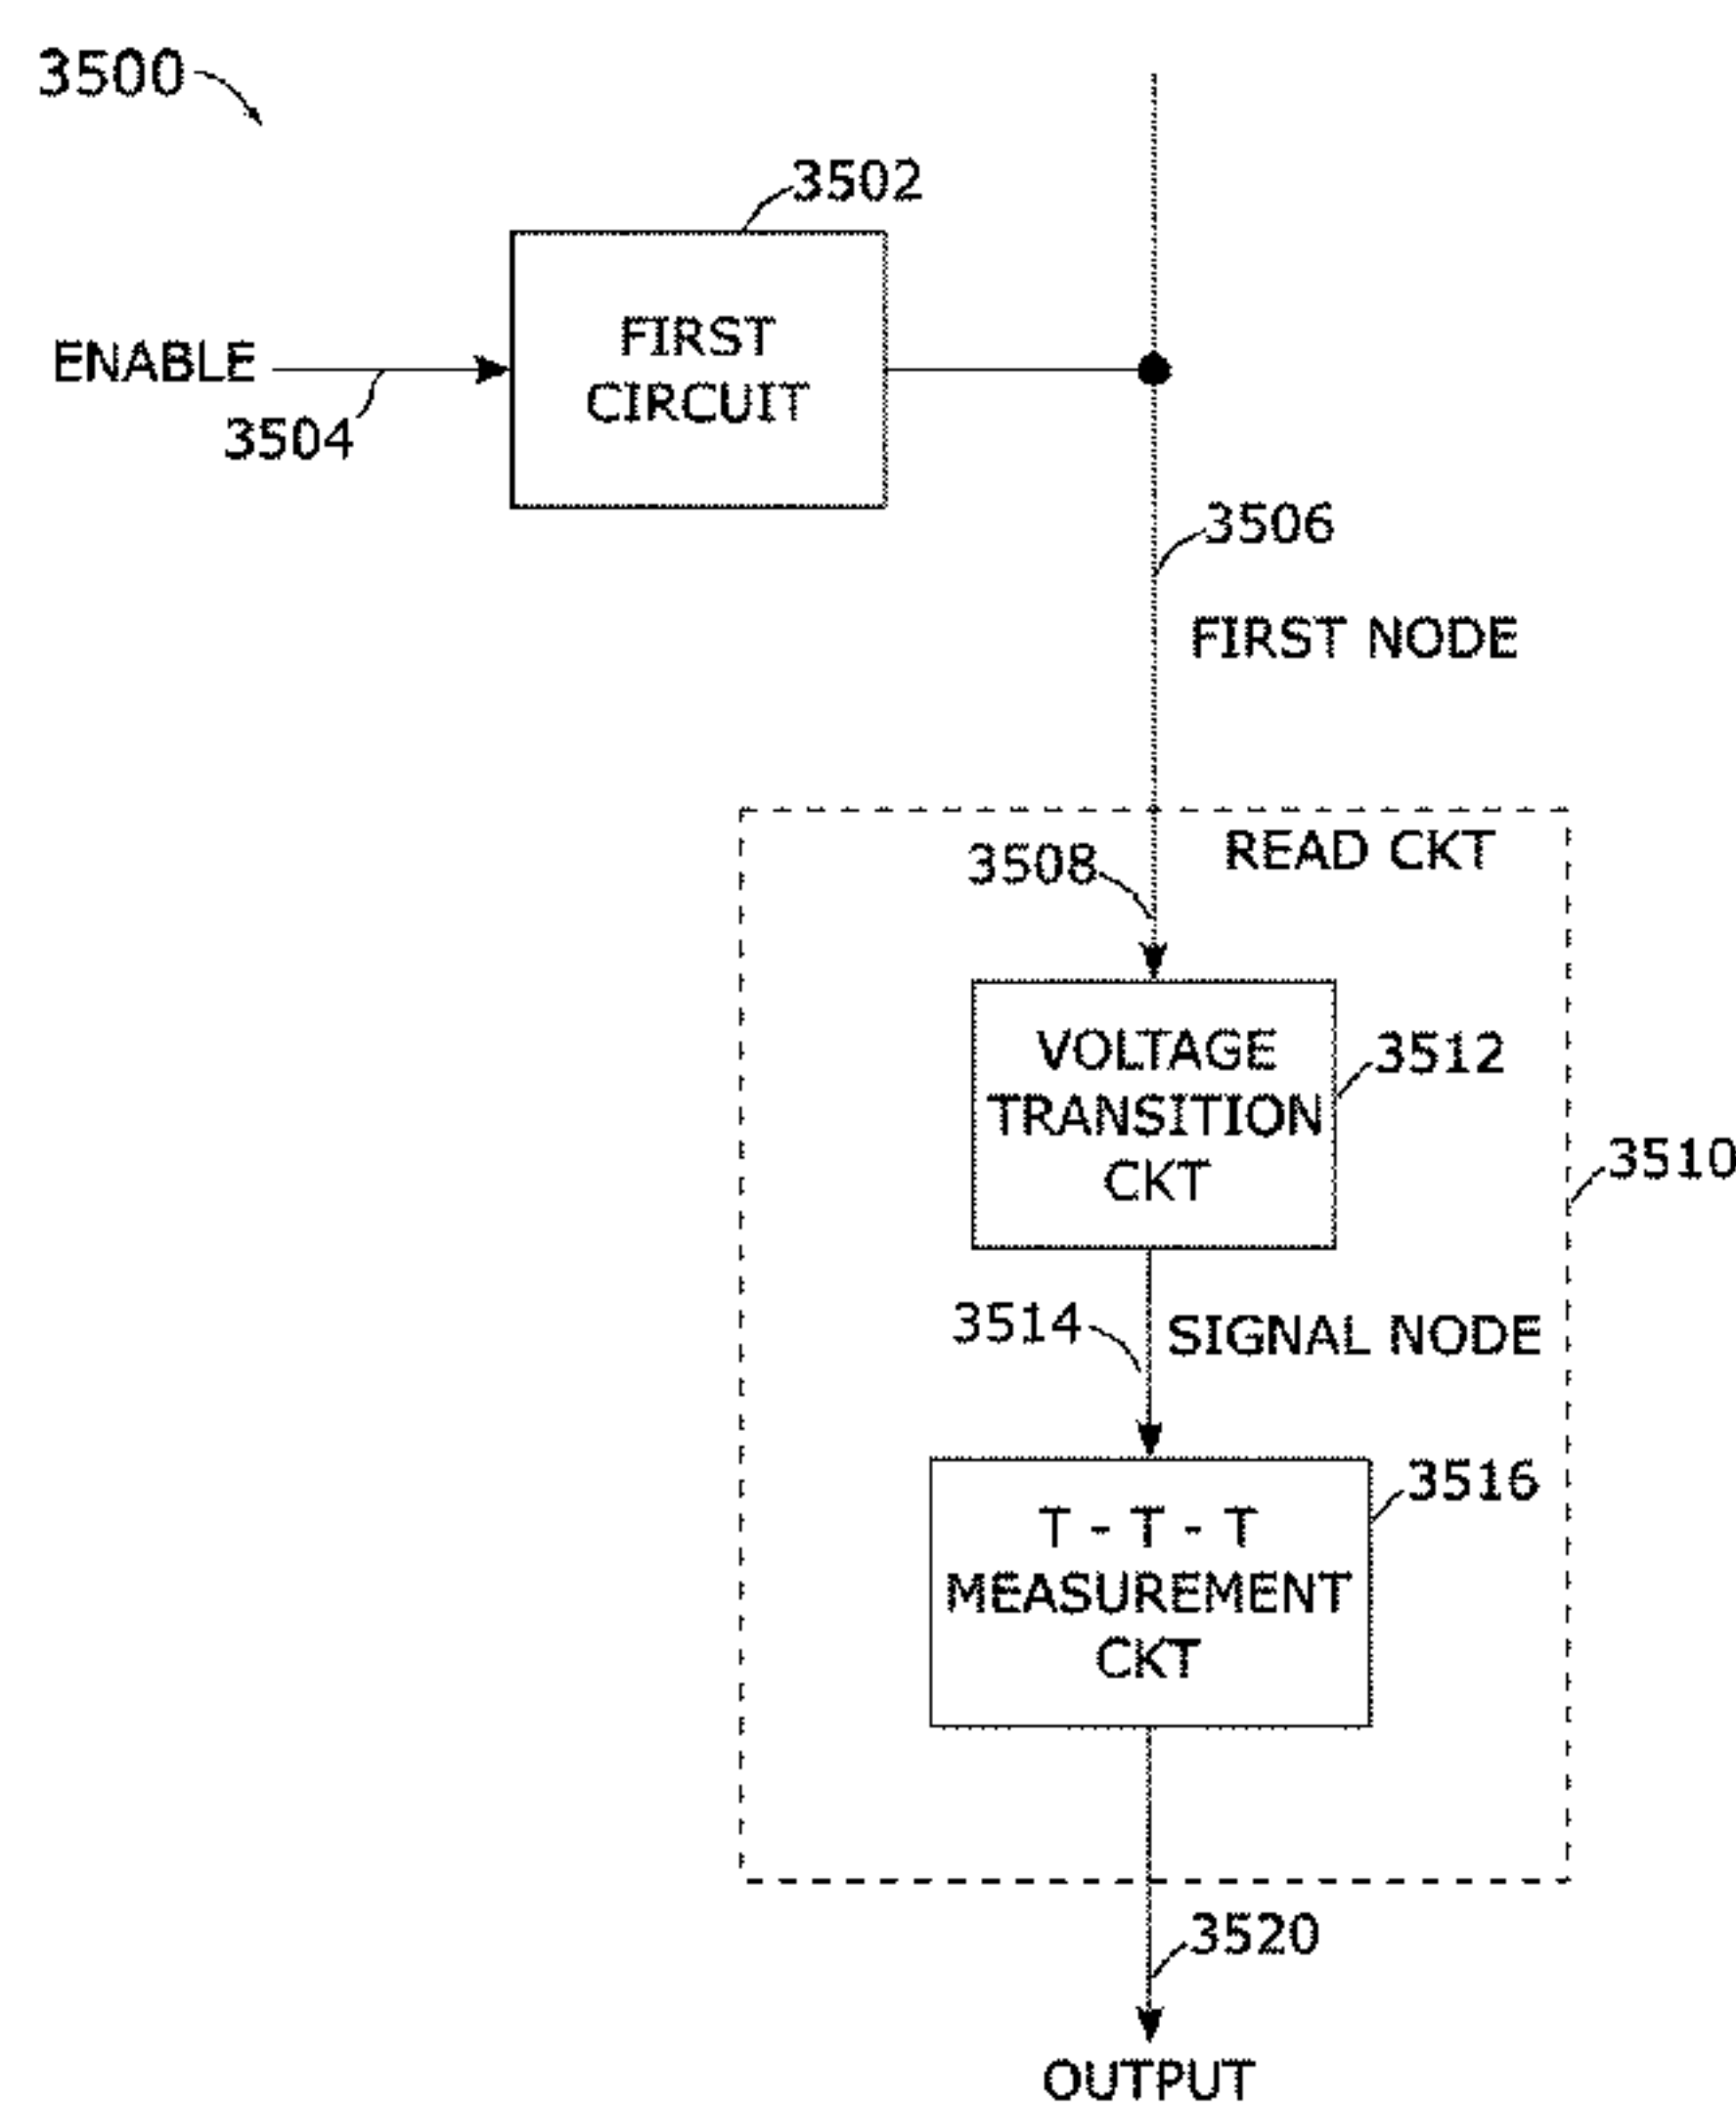 3500
3502
FIRST
CIRCUIT
ENABLE
3504
3506
FIRST NODE
READ CKT
3508
VOLTAGE
TRANSITION
CKT
3512
3510
3514
SIGNAL NODE
3516
T - T - T
MEASUREMENT
CKT
3520
OUTPUT